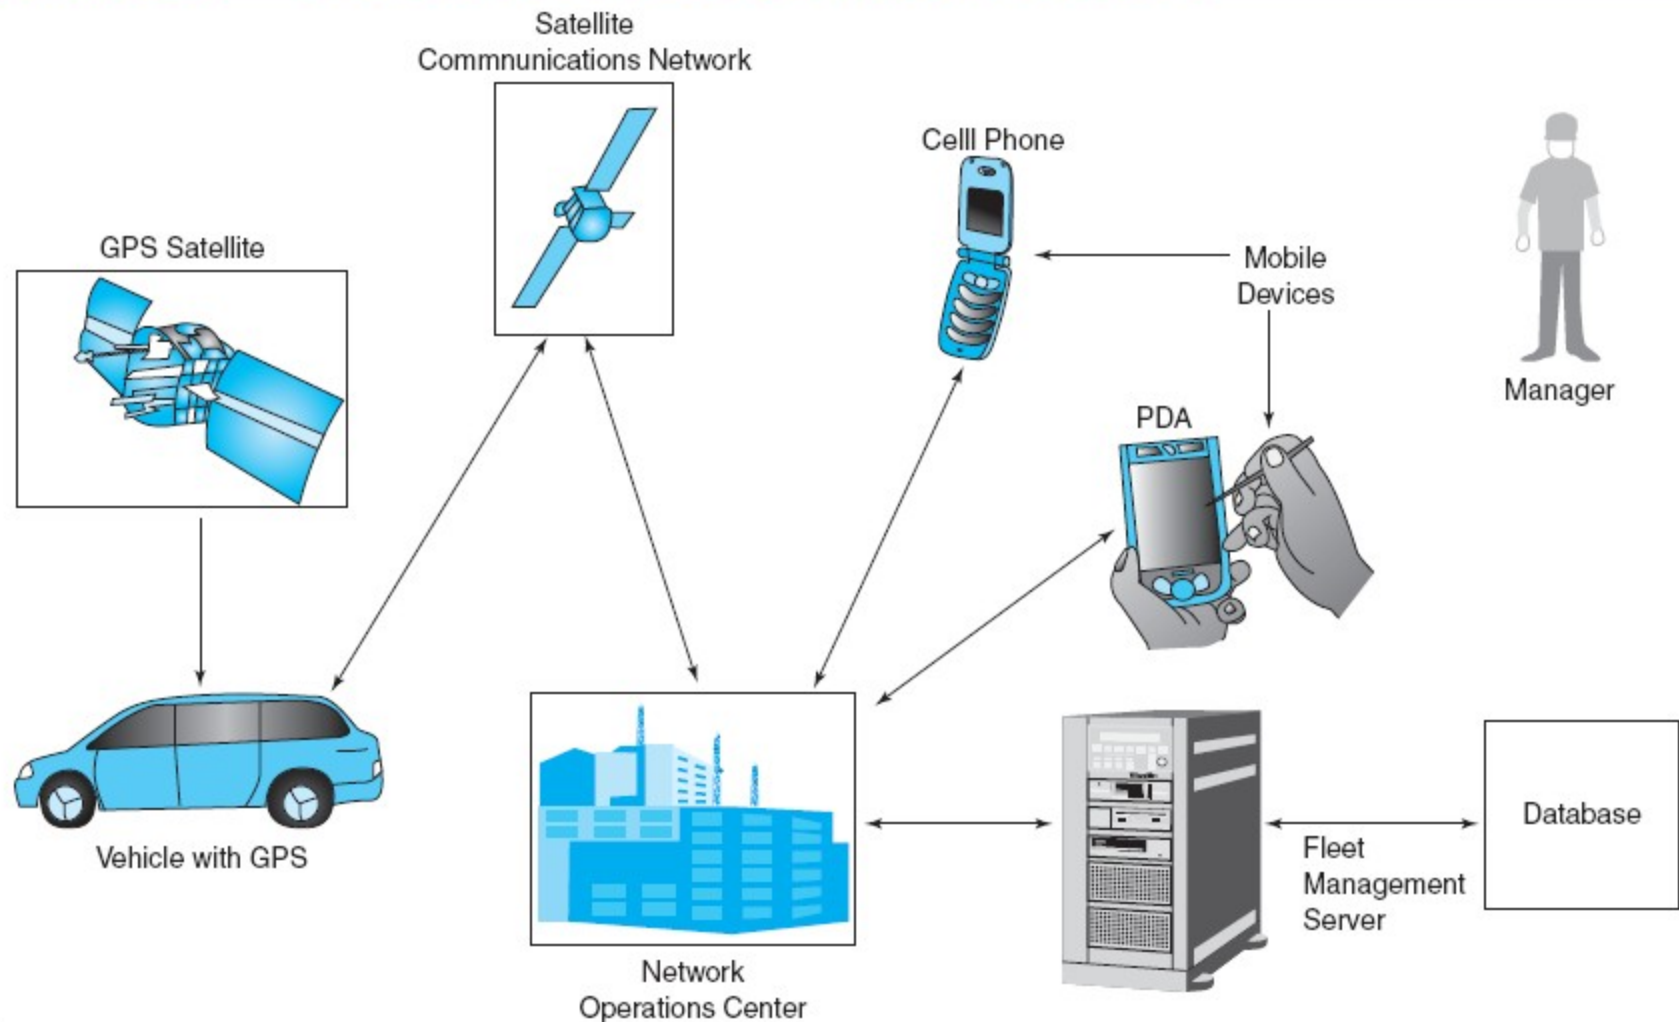 Satellite
Commnunications Network
Celll Phone
GPS Satellite
Mobile
Devices
Manager
PDA
Vehicle with GPS
Database
Fleet
Management
Server
Network
Operations Center